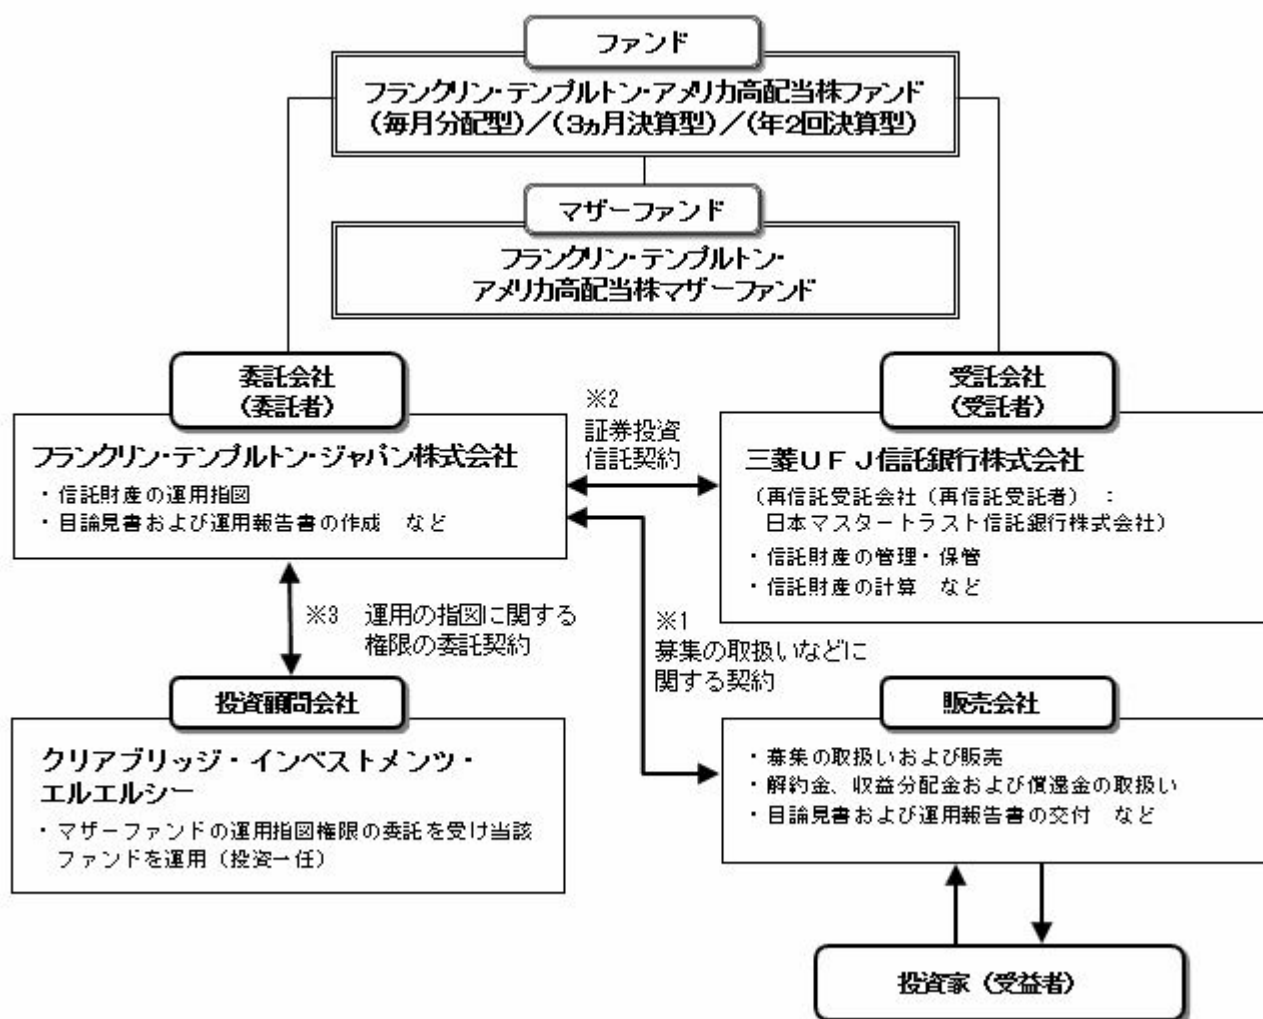 ファンド
フランクリン・テンプルトン・アメリカ高配当株ファンド
（毎月分配型）／（3ヵ月決算型）／（年2回決算型）
マザーファンド
フランクリン・テンプルトン・
アメリカ高配当株マザーファンド
委託会社
（委託者）
フランクリン・テンプルトン・ジャパン株式会社
・信託財産の運用指図
・目論見書および運用報告書の作成　など
※2
証券投資
信託契約
受託会社
（受託者）
三菱ＵＦＪ信託銀行株式会社
（再信託受託会社（再信託受託者）：
日本マスタートラスト信託銀行株式会社）
・信託財産の管理・保管
・信託財産の計算　など
※3　運用の指図に関する
権限の委託契約
※1
募集の取扱いなどに
関する契約
投資顧問会社
クリアブリッジ・インベストメンツ・
エルエルシー
・マザーファンドの運用指図権限の委託を受け当該
ファンドを運用（投資一任）
販売会社
・募集の取扱いおよび販売
・解約金、収益分配金および償還金の取扱い
・目論見書および運用報告書の交付　など
投資家（受益者）